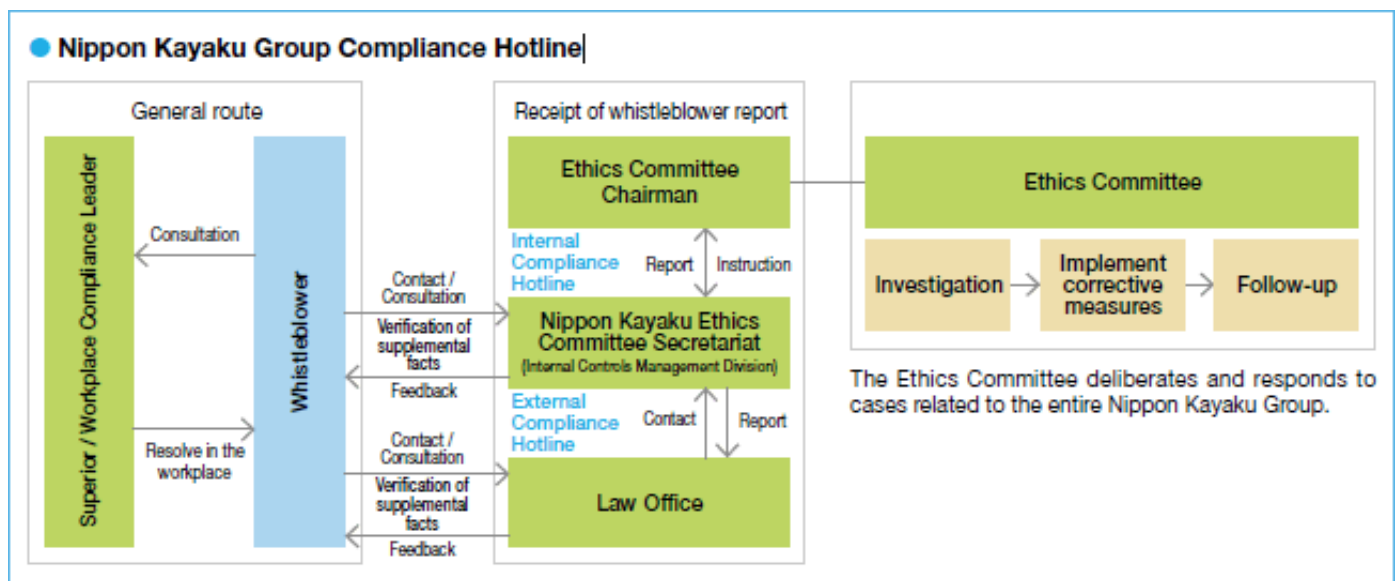 Nippon Kayaku Group Compliance Hotline
General route
Superior / Workplace Compliance Leader
Consultation
Resolve in the
workplace
Whistleblower
Contact /
Consultation
Verification of
supplemental
facts
Feedback
Contact /
Consultation
Verification of
supplemental
facts
Feedback
Receipt of whistleblower report
Ethics Committee
Chairman
Internal
Compliance
Hotline
Report
Instruction
Nippon Kayaku Ethics
Committee Secretariat
(Internal Controls Management Division)
External
Compliance
Hotline
Contact
Report
Law Office
Ethics Committee
Investigation
Implement
corrective
measures
Follow-up
The Ethics Committee deliberates and responds to
cases related to the entire Nippon Kayaku Group.